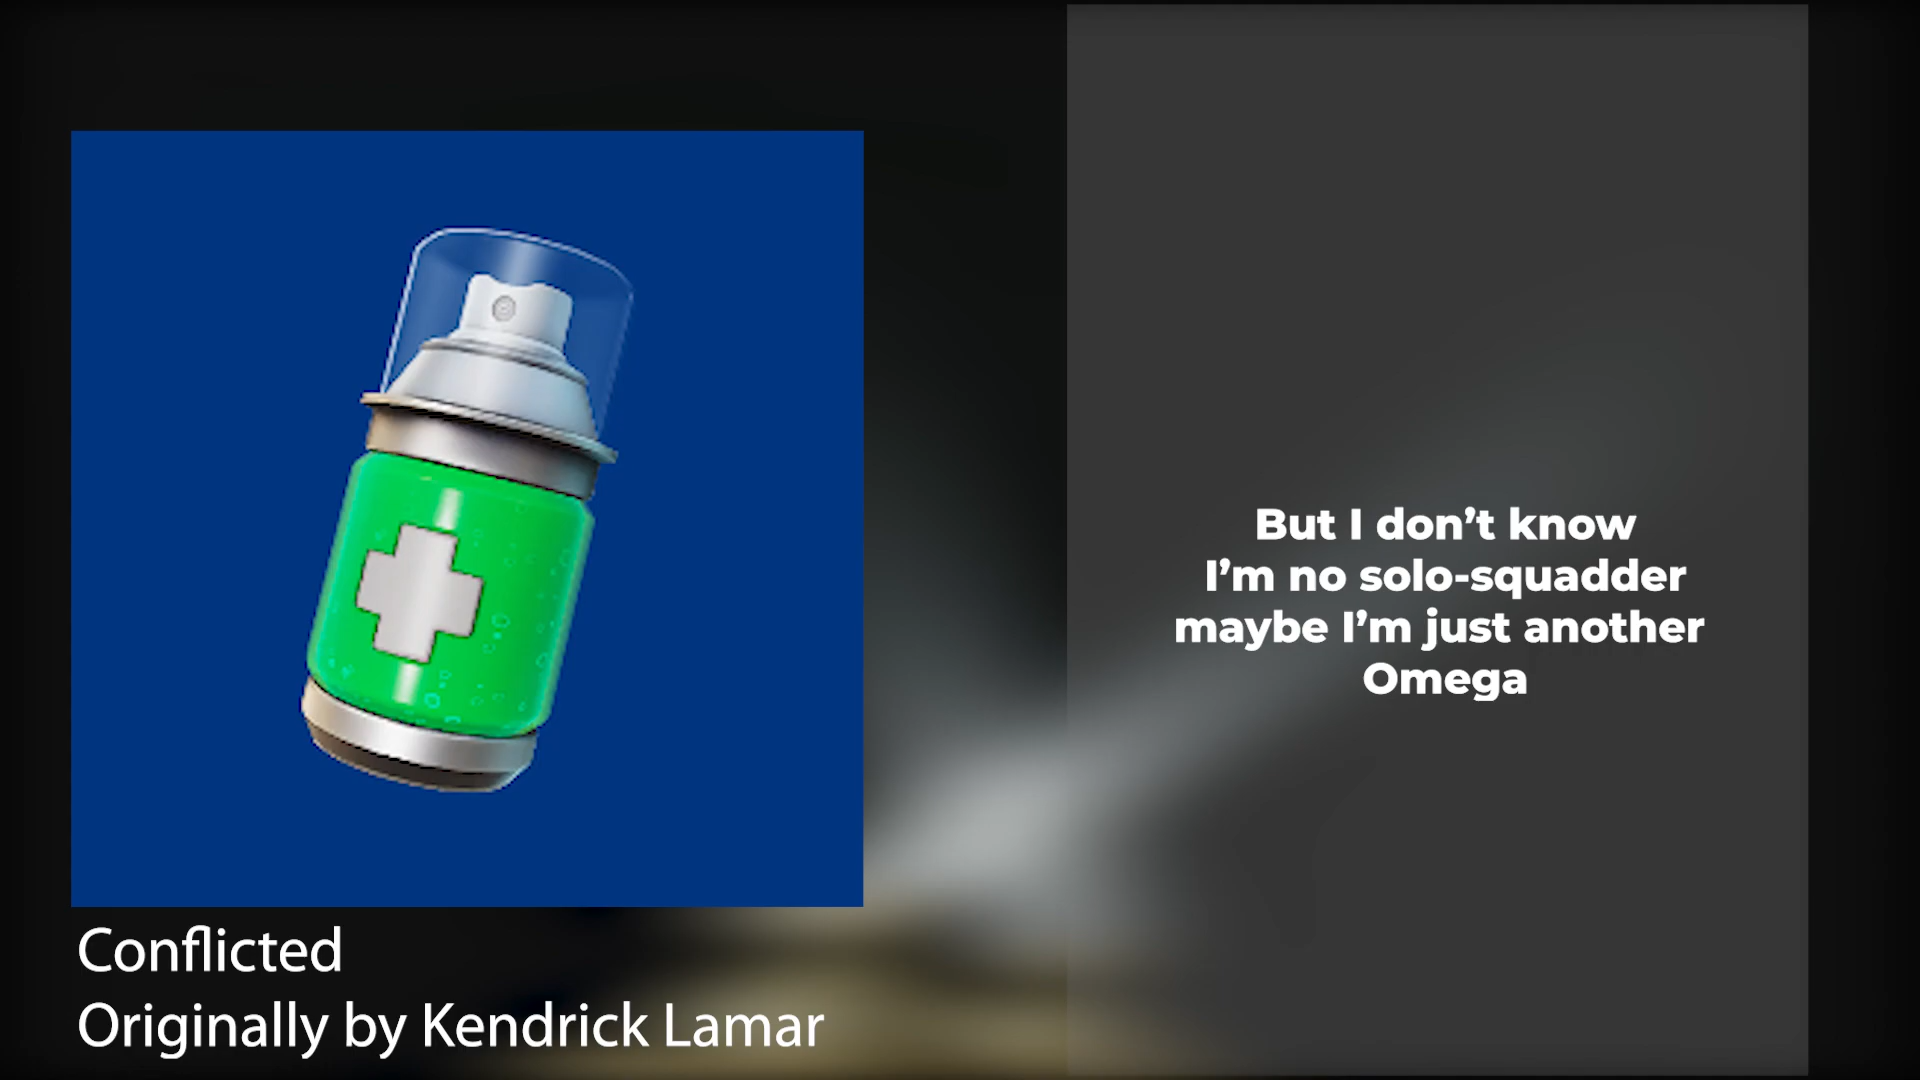 But I don’t know
I’m no solo-squadder
maybe I’m just another
Omega
Conflicted
Originally by Kendrick Lamar